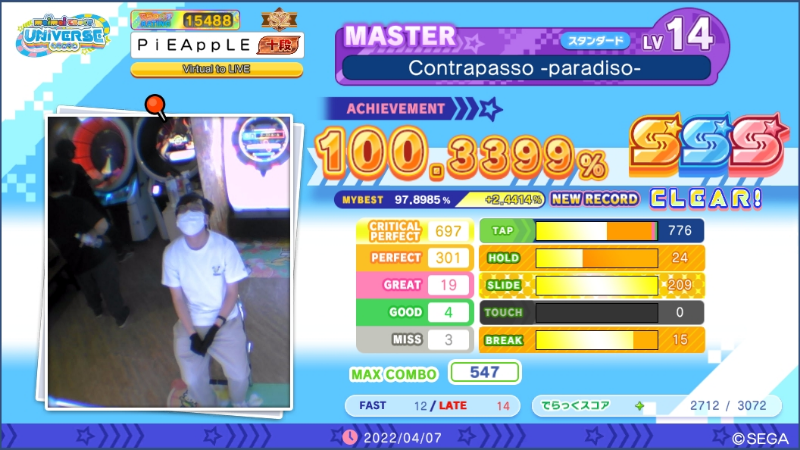 maimai でらっくす
UNiVERSE
15488
PiEAppLE 十段
Virtual to LIVE
MASTER スタンダード LV 14
Contrapasso -paradiso-
ACHIEVEMENT
100.3399% SSS
MYBEST 97.8985% +2.4414% NEW RECORD CLEAR!
CRITICAL PERFECT 697 TAP 776
PERFECT 301 HOLD 24
GREAT 19 SLIDE 209
GOOD 4 TOUCH 0
MISS 3 BREAK 15
MAX COMBO 547
FAST 12/LATE 14 でらっくスコア 2712 / 3072
2022/04/07
©SEGA